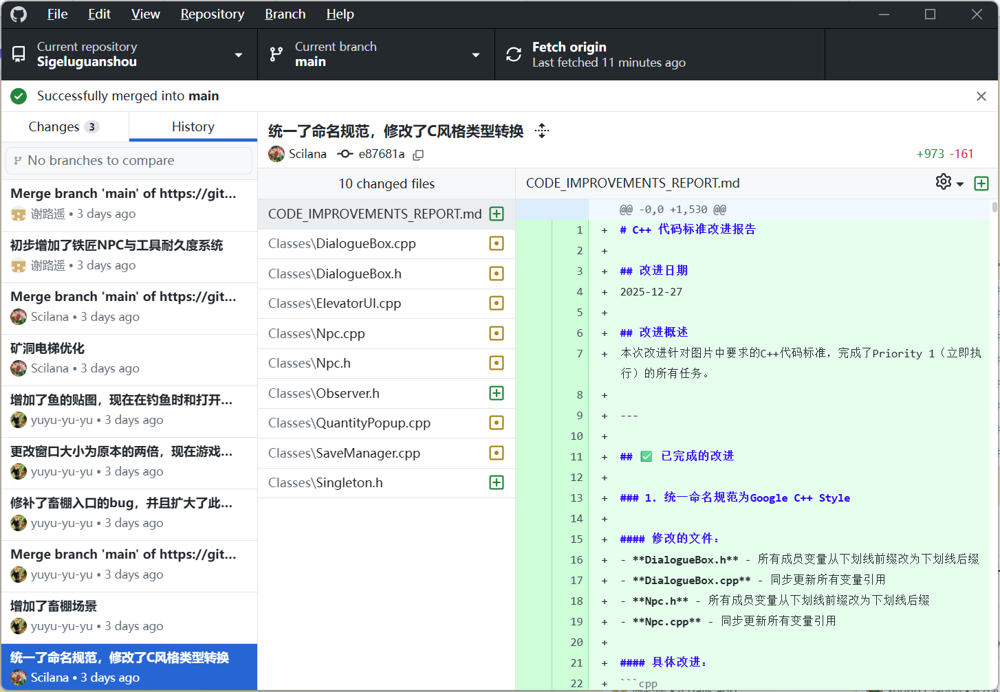 File Edit View Repository Branch Help
Current repository
Sigeluguanshou
Current branch
main
Fetch origin
Last fetched 11 minutes ago
Successfully merged into main
Changes 3
History
No branches to compare
Merge branch 'main' of https://git...
谢路遥 • 3 days ago
初步增加了铁匠NPC与工具耐久度系统
谢路遥 • 3 days ago
Merge branch 'main' of https://git...
Scilana • 3 days ago
矿洞电梯优化
Scilana • 3 days ago
增加了鱼的贴图，现在在钓鱼时和打开...
yuyu-yu-yu • 3 days ago
更改窗口大小为原本的两倍，现在游戏...
yuyu-yu-yu • 3 days ago
修补了畜棚入口的bug，并且扩大了此...
yuyu-yu-yu • 3 days ago
Merge branch 'main' of https://git...
yuyu-yu-yu • 3 days ago
增加了畜棚场景
yuyu-yu-yu • 3 days ago
统一了命名规范，修改了C风格类型转换
Scilana • 3 days ago
统一了命名规范，修改了C风格类型转换
Scilana e87681a
+973 -161
10 changed files
CODE_IMPROVEMENTS_REPORT.md
Classes\DialogueBox.cpp
Classes\DialogueBox.h
Classes\ElevatorUI.cpp
Classes\Npc.cpp
Classes\Npc.h
Classes\Observer.h
Classes\QuantityPopup.cpp
Classes\SaveManager.cpp
Classes\Singleton.h
CODE_IMPROVEMENTS_REPORT.md
@@ -0,0 +1,530 @@
1 + # C++ 代码标准改进报告
2 +
3 + ## 改进日期
4 + 2025-12-27
5 +
6 + ## 改进概述
7 + 本次改进针对图片中要求的C++代码标准，完成了Priority 1（立即执
行）的所有任务。
8 +
9 + ---
10 +
11 + ## ✅ 已完成的改进
12 +
13 + ### 1. 统一命名规范为Google C++ Style
14 +
15 + #### 修改的文件：
16 + - **DialogueBox.h** - 所有成员变量从下划线前缀改为下划线后缀
17 + - **DialogueBox.cpp** - 同步更新所有变量引用
18 + - **Npc.h** - 所有成员变量从下划线前缀改为下划线后缀
19 + - **Npc.cpp** - 同步更新所有变量引用
20 +
21 + #### 具体改进：
22 + ```cpp